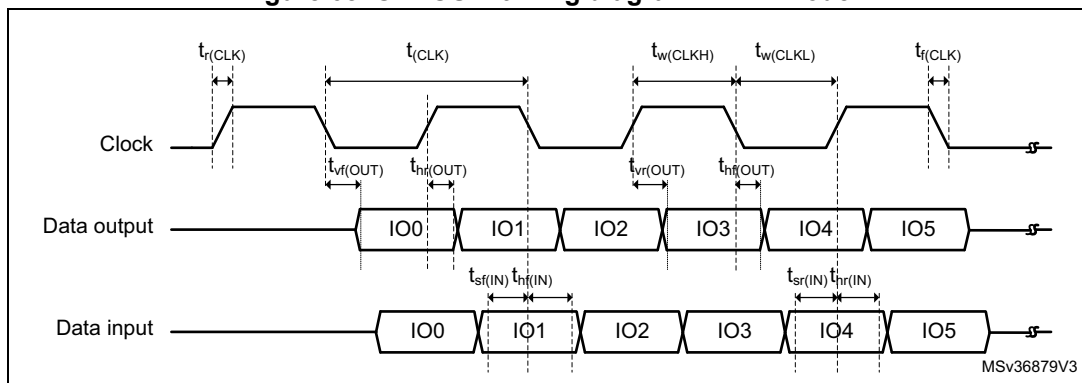 tr(CLK) t(CLK) tw(CLKH) tw(CLKL) tf(CLK)
Clock
tvf(OUT) thr(OUT) tvr(OUT) thf(OUT)
Data output IO0 IO1 IO2 IO3 IO4 IO5
tsf(IN) thf(IN) tsr(IN) thr(IN)
Data input IO0 IO1 IO2 IO3 IO4 IO5
MSv36879V3